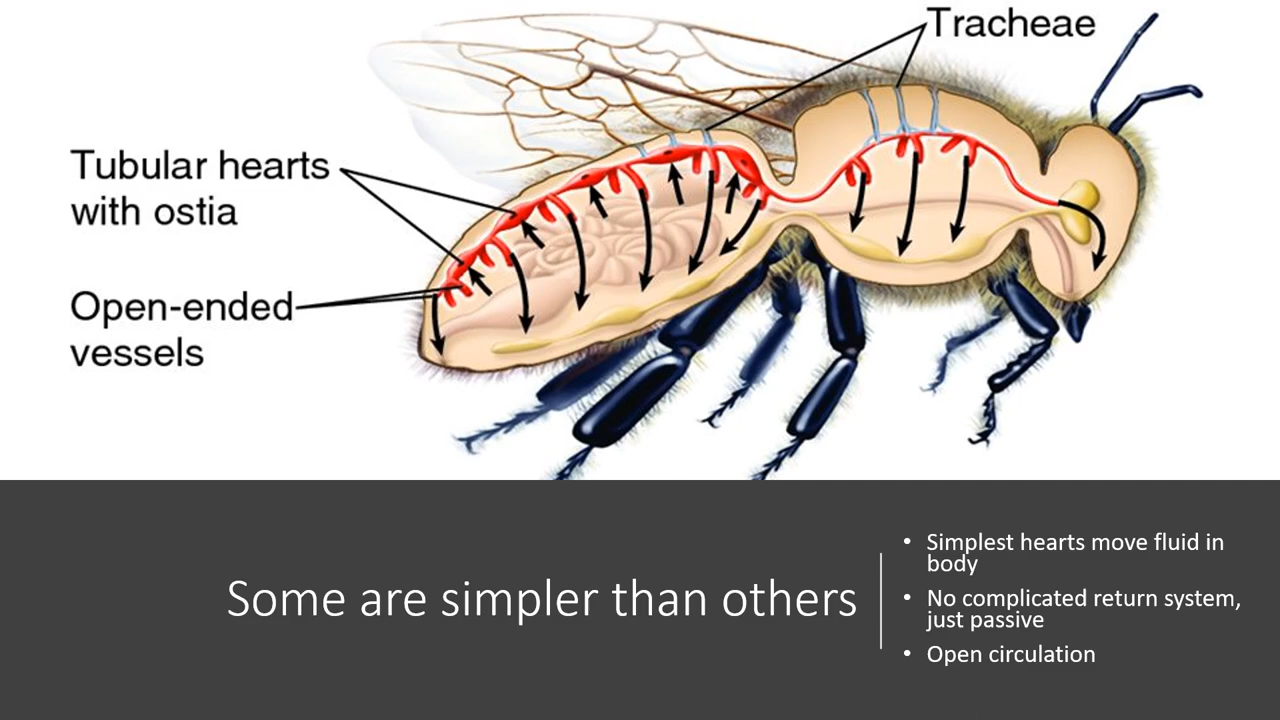 Tracheae
Tubular hearts
with ostia
Open-ended
vessels
Some are simpler than others
• Simplest hearts move fluid in
body
• No complicated return system,
just passive
• Open circulation